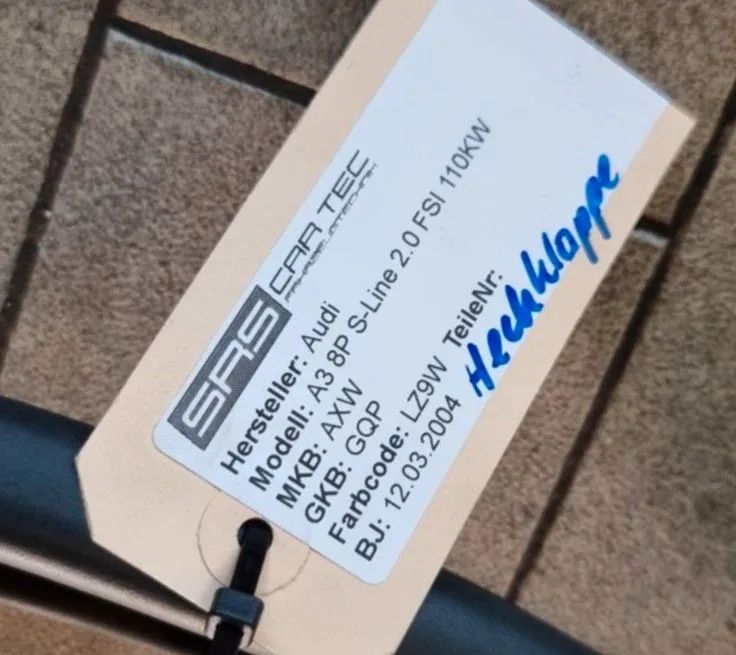 SRS CAR TEC
FAHRZEUGTECHNIK
Hersteller: Audi
Modell: A3 8P S-Line 2.0 FSI 110KW
MKB: AXW
GKB: GQP
Farbcode: LZ9W TeileNr:
BJ: 12.03.2004 Heckklappe